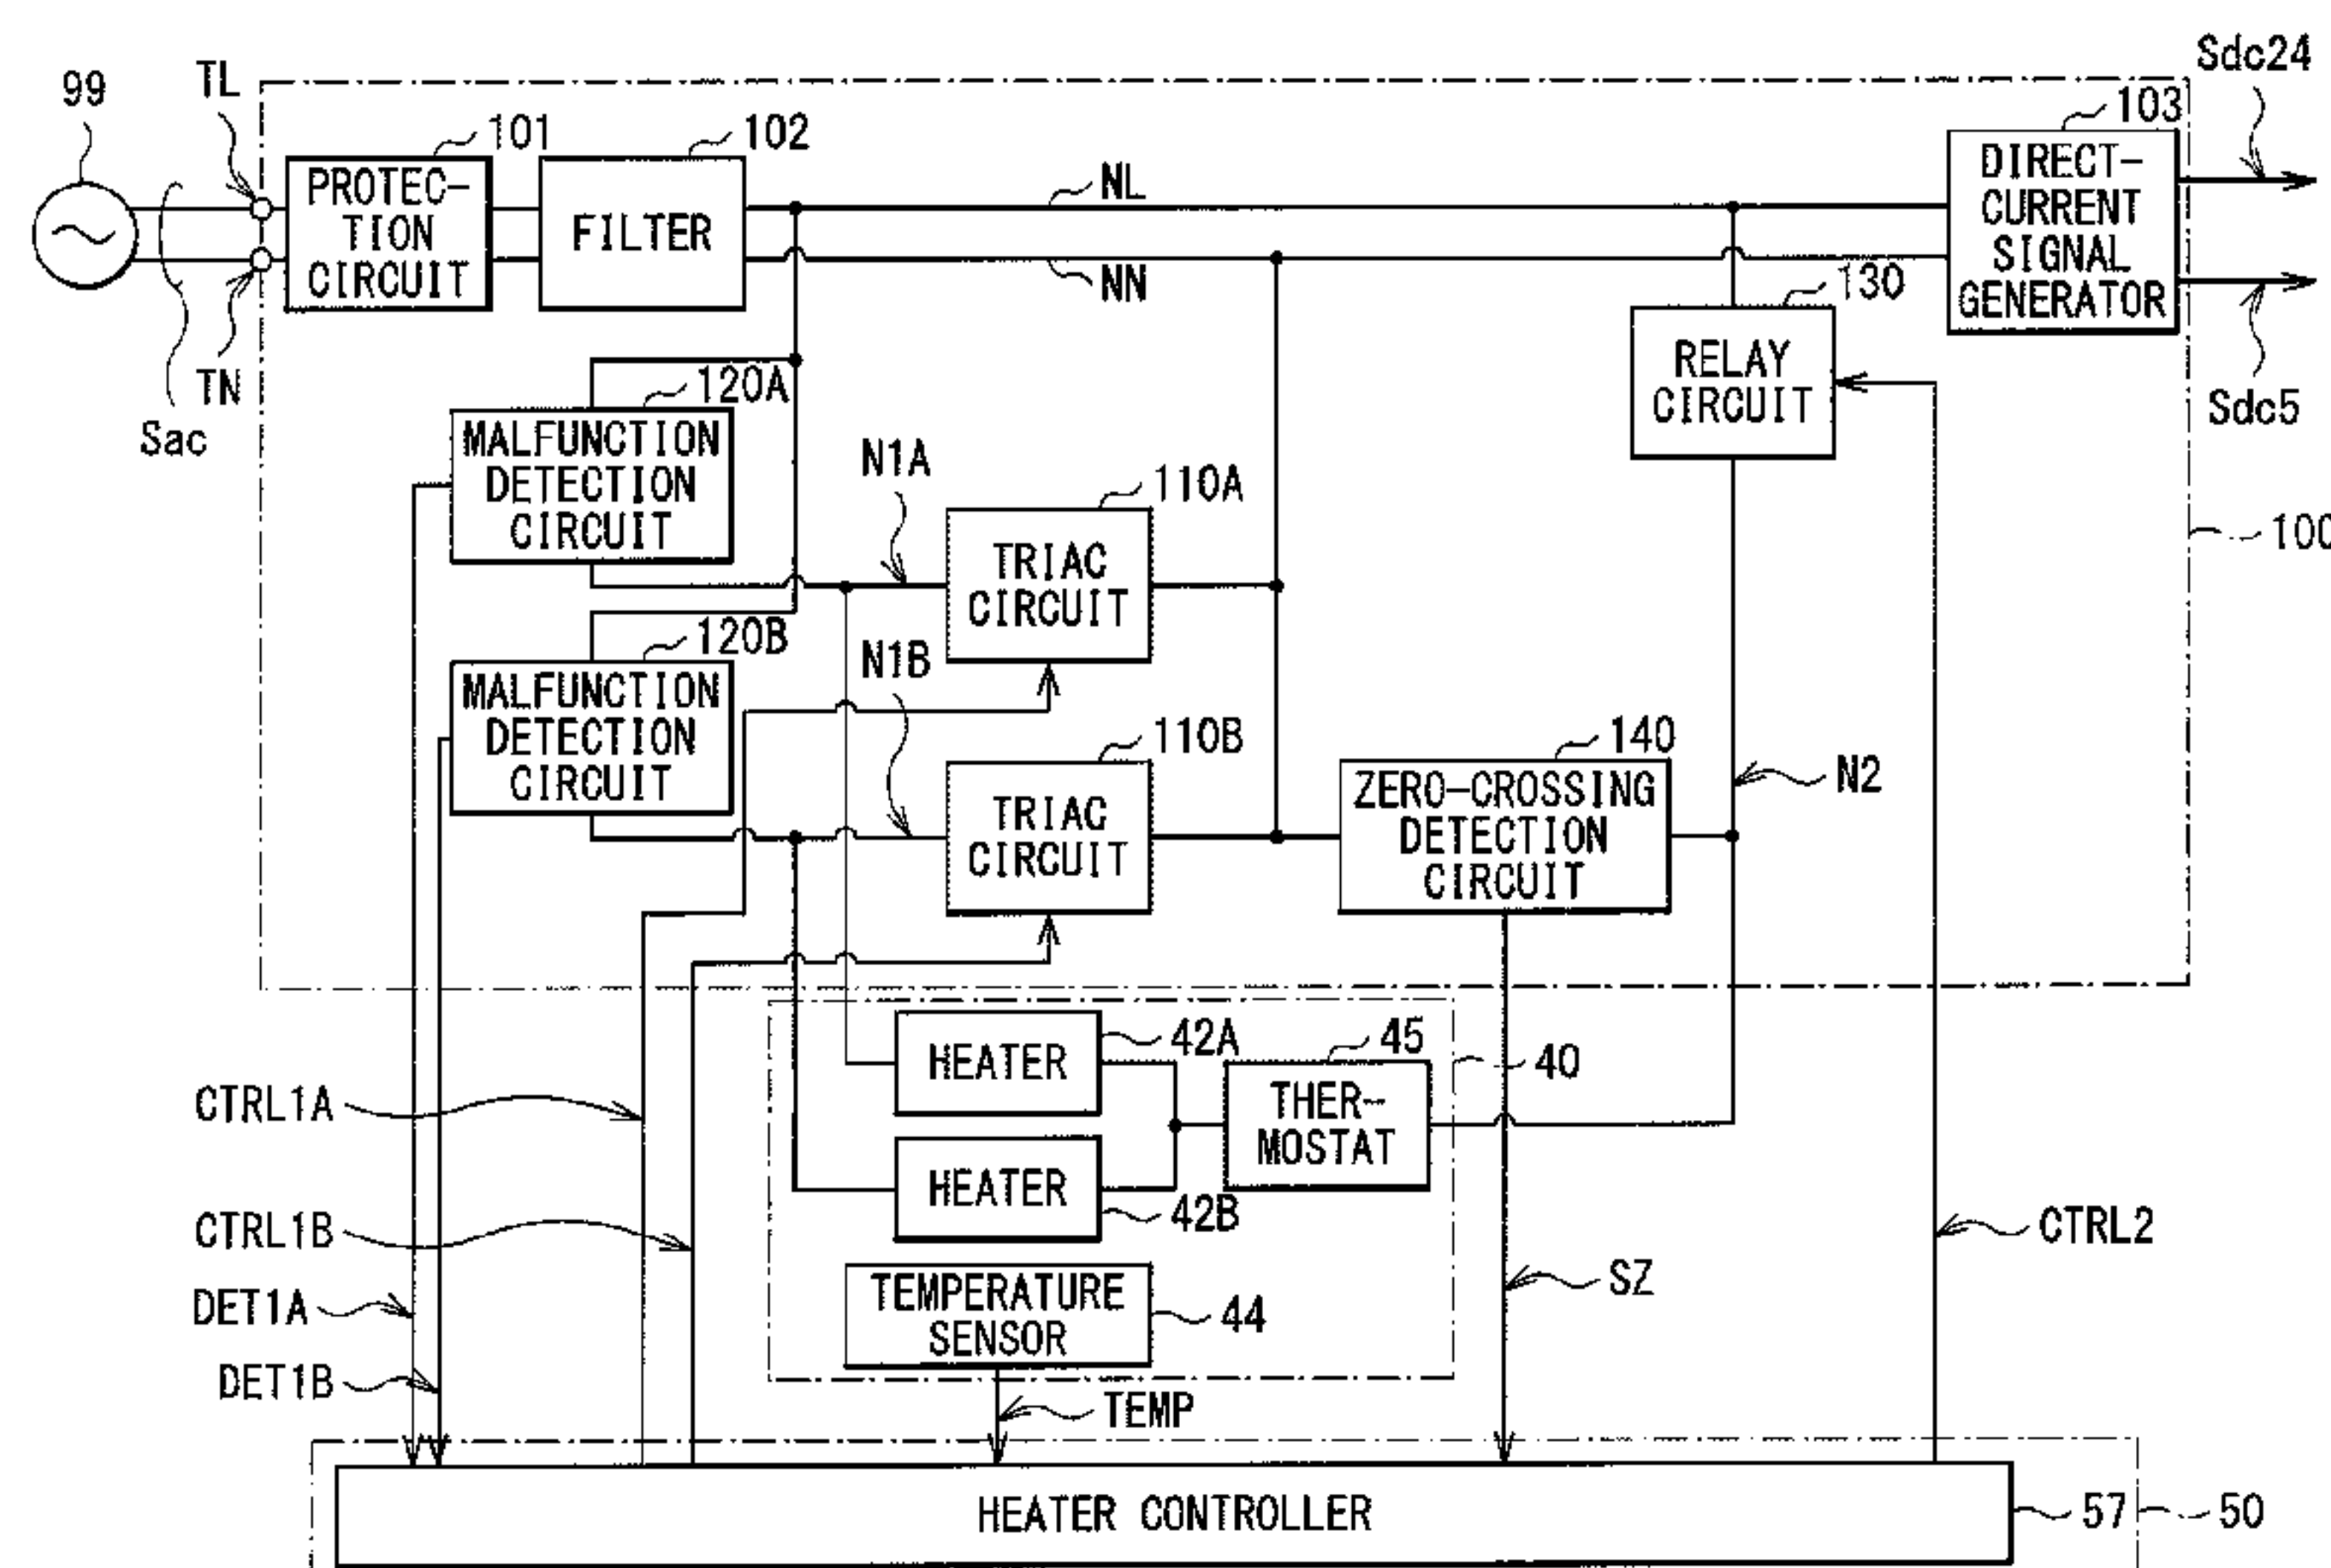 Sdc24
99
TL
101
102
103
PROTEC-
TION
CIRCUIT
FILTER
NL
NN
DIRECT-
CURRENT
SIGNAL
GENERATOR
130
RELAY
CIRCUIT
TN
Sac
Sdc5
120A
MALFUNCTION
DETECTION
CIRCUIT
N1A
110A
TRIAC
CIRCUIT
100
120B
MALFUNCTION
DETECTION
CIRCUIT
N1B
110B
TRIAC
CIRCUIT
140
ZERO-CROSSING
DETECTION
CIRCUIT
N2
HEATER
42A
45
40
THER-
MOSTAT
CTRL1A
HEATER
42B
CTRL1B
CTRL2
DET1A
TEMPERATURE
SENSOR
44
SZ
DET1B
TEMP
HEATER CONTROLLER
57
50